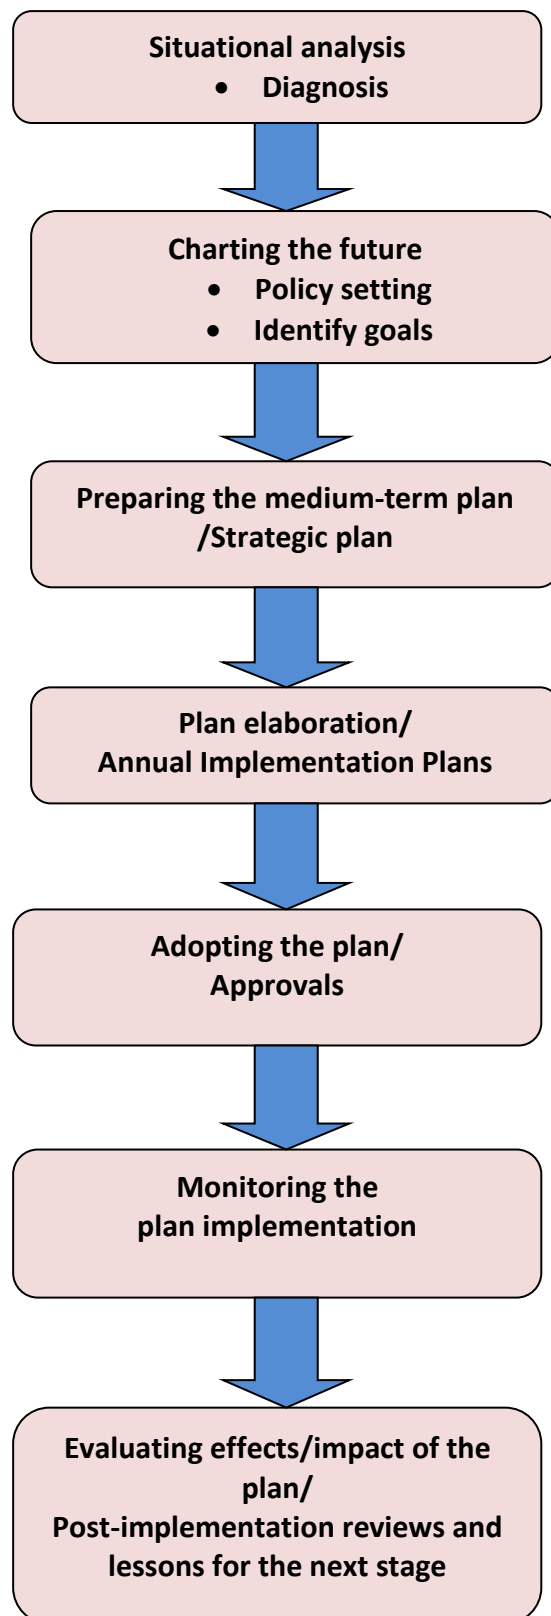 Situational analysis
• Diagnosis
Charting the future
• Policy setting
• Identify goals
Preparing the medium-term plan
/Strategic plan
Plan elaboration/
Annual Implementation Plans
Adopting the plan/
Approvals
Monitoring the
plan implementation
Evaluating effects/impact of the
plan/
Post-implementation reviews and
lessons for the next stage